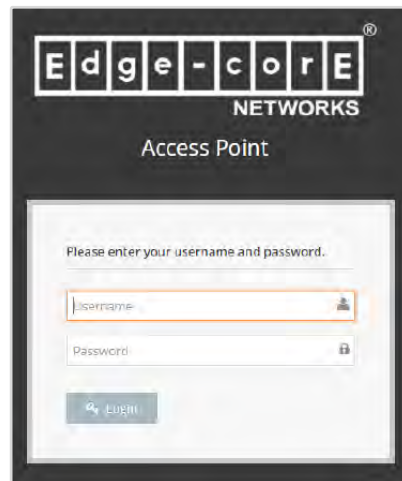 Edge-corE®
NETWORKS
Access Point
Please enter your username and password.
Username
Password
Login